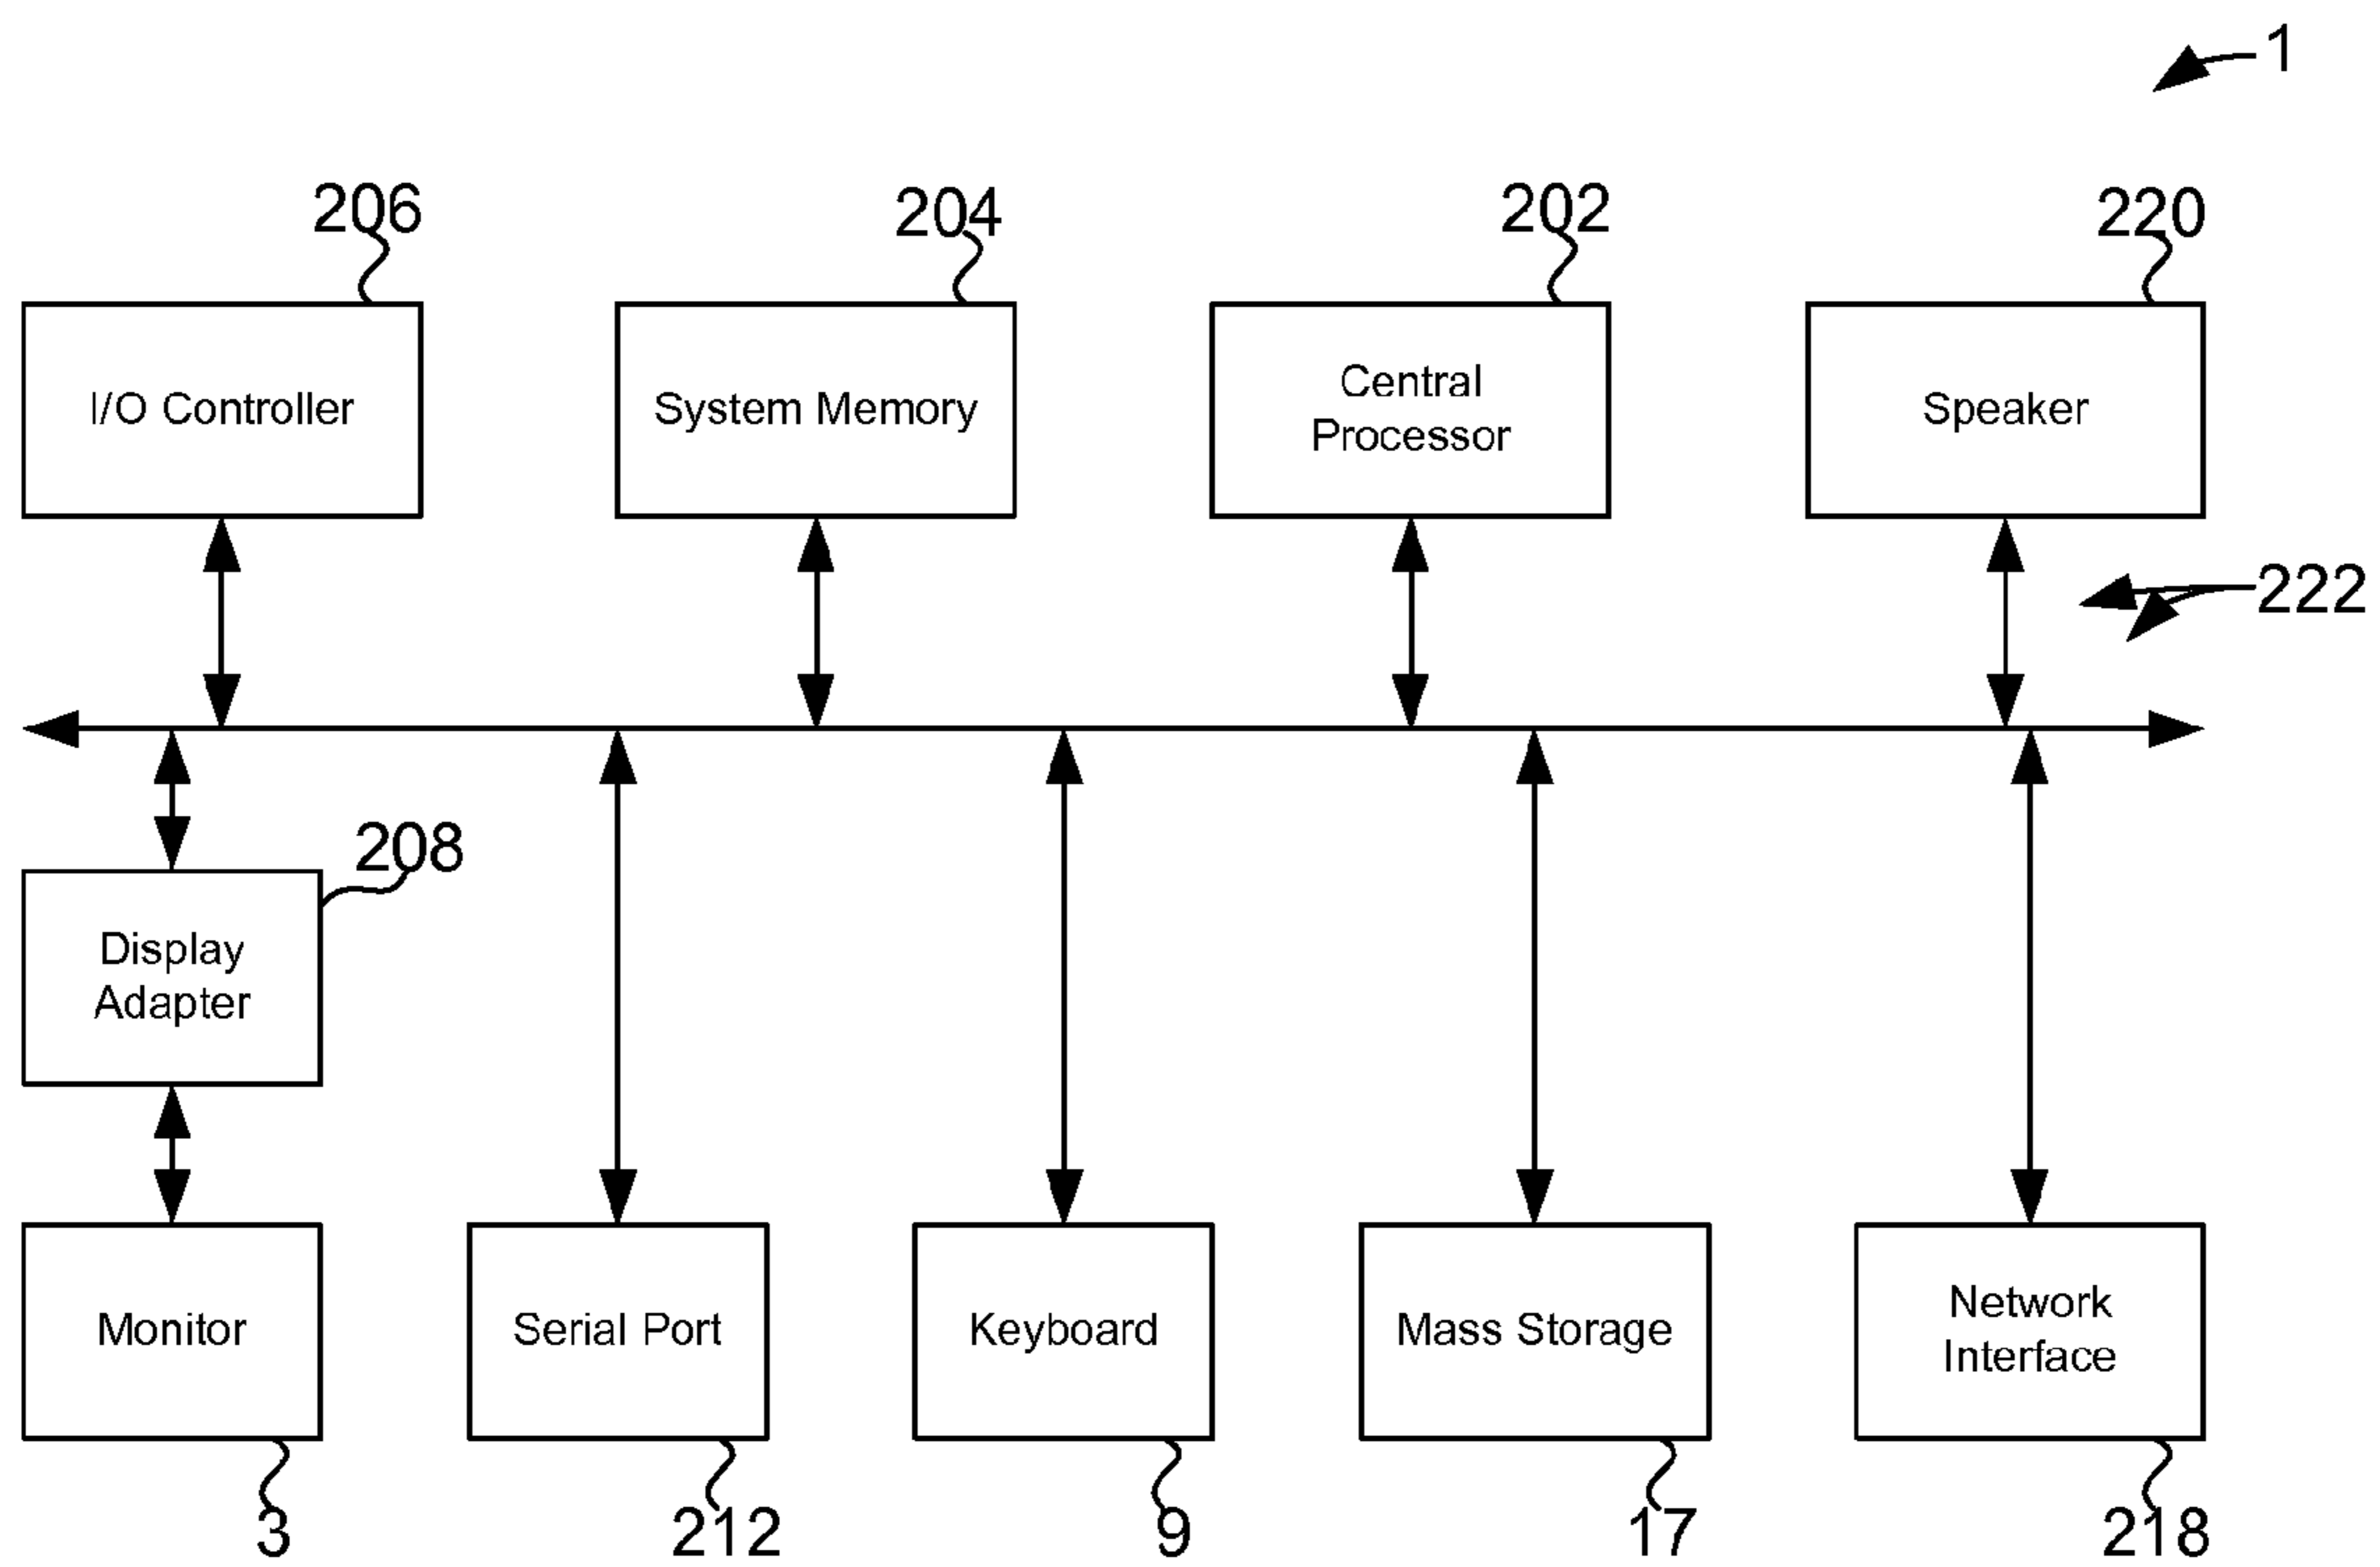 1
206
204
202
220
I/O Controller
System Memory
Central
Processor
Speaker
222
208
Display
Adapter
Monitor
Serial Port
Keyboard
Mass Storage
Network
Interface
3
212
9
17
218